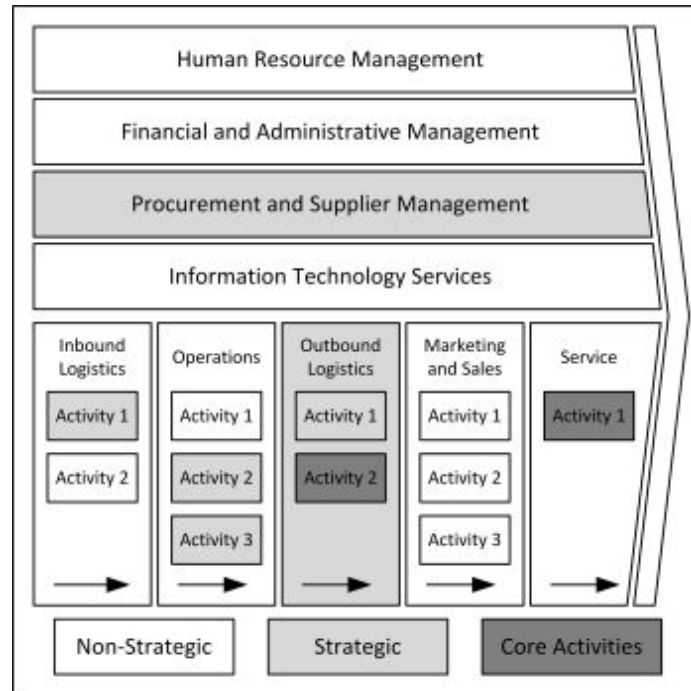 Human Resource Management
Financial and Administrative Management
Procurement and Supplier Management
Information Technology Services
Inbound
Logistics
Activity 1
Activity 2
Operations
Activity 1
Activity 2
Activity 3
Outbound
Logistics
Activity 1
Activity 2
Marketing
and Sales
Activity 1
Activity 2
Activity 3
Service
Activity 1
Non-Strategic
Strategic
Core Activities